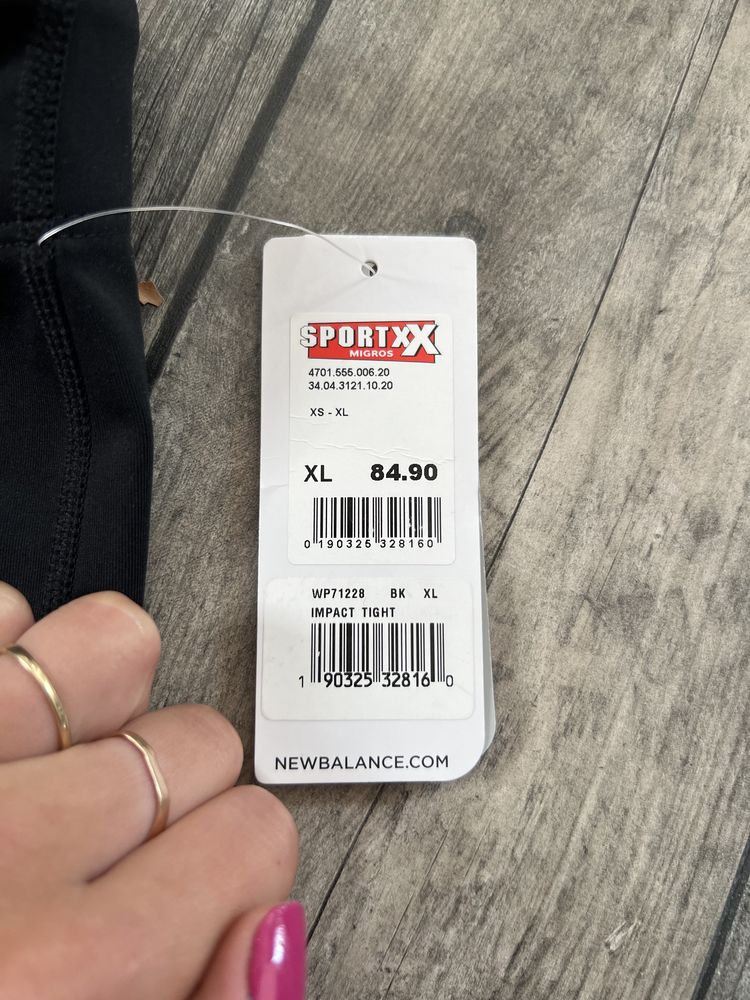 SPORTXX
MIGROS
4701.555.006.20
34.04.3121.10.20
XS - XL
XL 84.90
0 190325 328160
WP71228 BK XL
IMPACT TIGHT
1 90325 32816 0
NEWBALANCE.COM